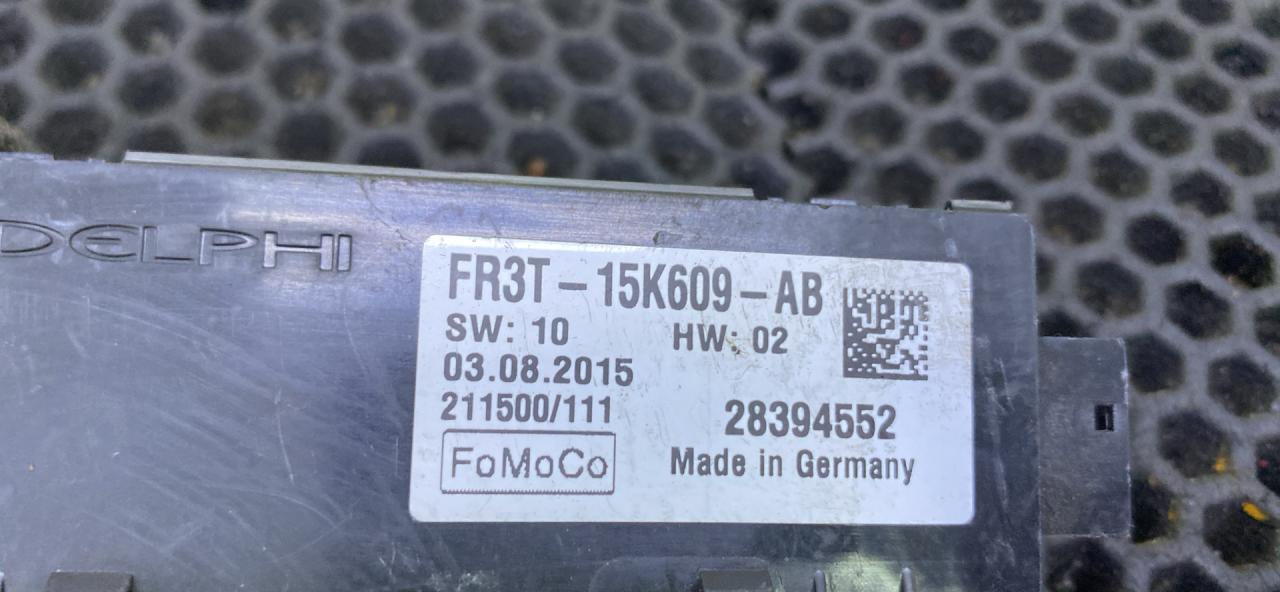 DELPHI
FR3T-15K609-AB
SW: 10 HW: 02
03.08.2015
211500/111
28394552
FoMoCo
Made in Germany